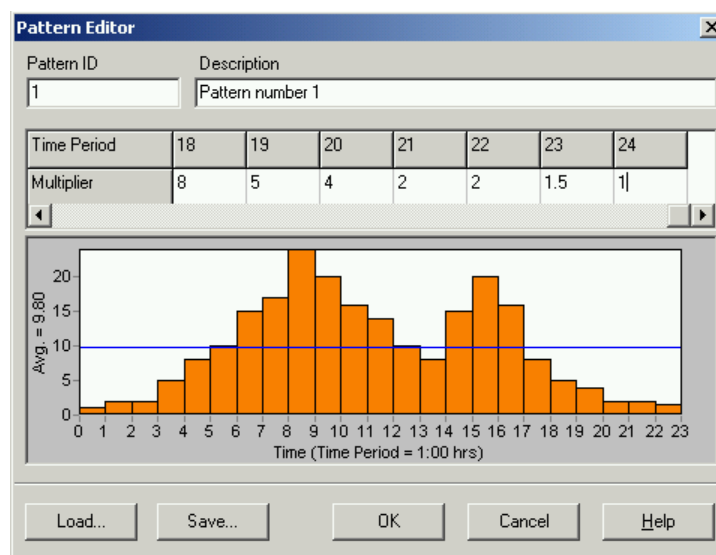 Pattern Editor
Pattern ID Description
1 Pattern number 1
Time Period 18 19 20 21 22 23 24
Multiplier 8 5 4 2 2 1.5 1
Avg. = 9.80
20
15
10
5
0
0 1 2 3 4 5 6 7 8 9 10 11 12 13 14 15 16 17 18 19 20 21 22 23
Time (Time Period = 1:00 hrs)
Load... Save... OK Cancel Help